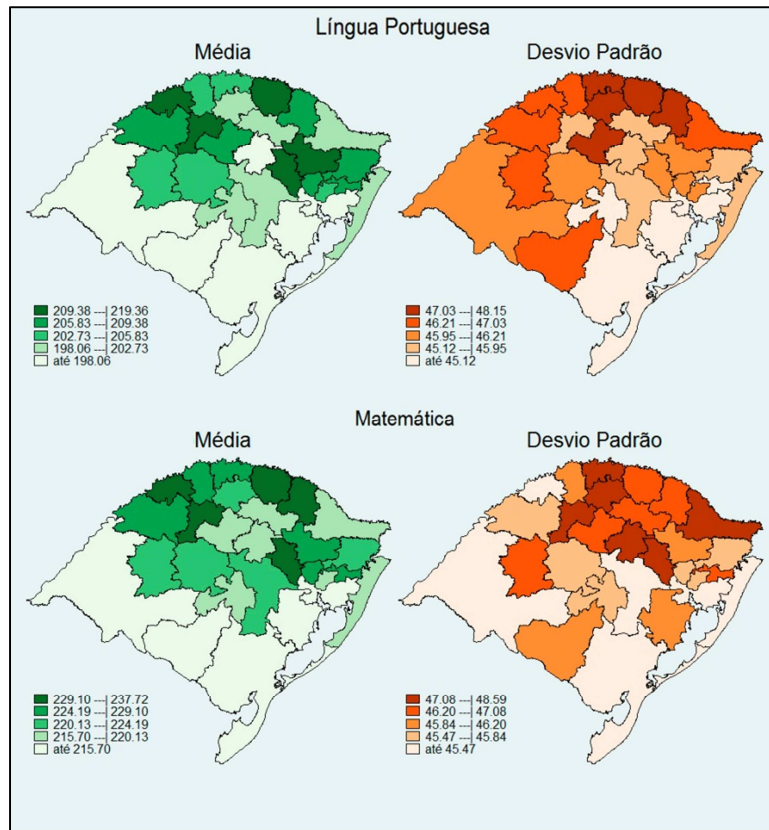 Língua Portuguesa
Média
Desvio Padrão
209.38 ---| 219.36
205.83 ---| 209.38
202.73 ---| 205.83
198.06 ---| 202.73
até 198.06
47.03 ---| 48.15
46.21 ---| 47.03
45.95 ---| 46.21
45.12 ---| 45.95
até 45.12
Matemática
Média
Desvio Padrão
229.10 ---| 237.72
224.19 ---| 229.10
220.13 ---| 224.19
215.70 ---| 220.13
até 215.70
47.08 ---| 48.59
46.20 ---| 47.08
45.84 ---| 46.20
45.47 ---| 45.84
até 45.47